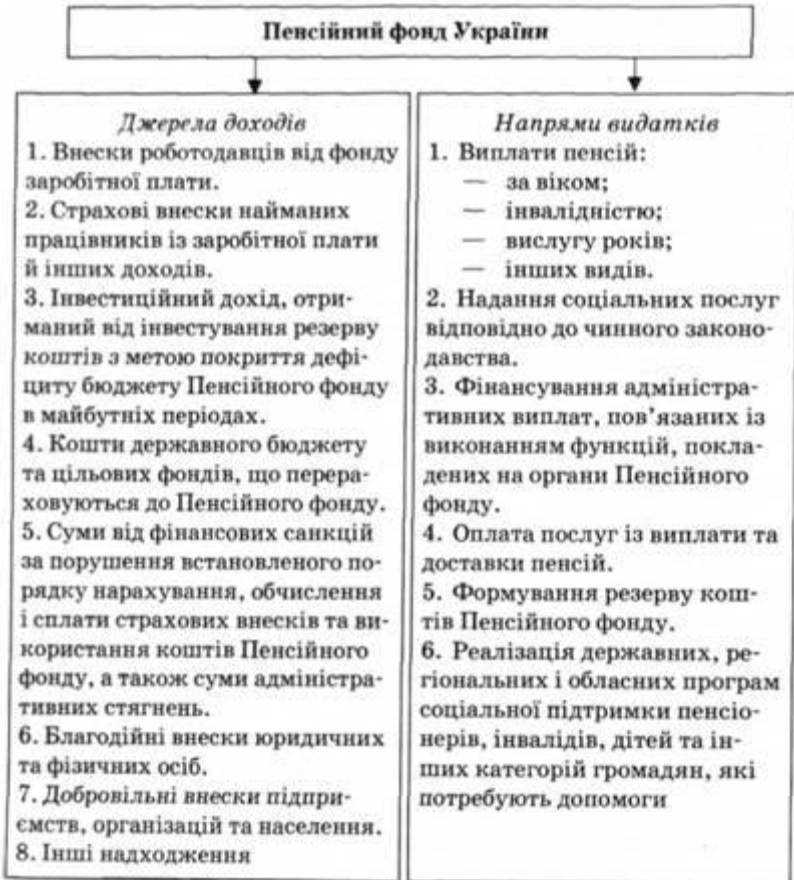 Пенсійний фонд України
Джерела доходів
1. Внески роботодавців від фонду
заробітної плати.
2. Страхові внески найманих
працівників із заробітної плати
й інших доходів.
3. Інвестиційний дохід, отри-
маний від інвестування резерву
коштів з метою покриття дефі-
циту бюджету Пенсійного фонду
в майбутніх періодах.
4. Кошти державного бюджету
та цільових фондів, що перера-
ховуються до Пенсійного фонду.
5. Суми від фінансових санкцій
за порушення встановленого по-
рядку нарахування, обчислення
і сплати страхових внесків та ви-
користання коштів Пенсійного
фонду, а також суми адміністра-
тивних стягнень.
6. Благодійні внески юридичних
та фізичних осіб.
7. Добровільні внески підпри-
ємств, організацій та населення.
8. Інші надходження
Напрями видатків
1. Виплати пенсій:
— за віком;
— інвалідністю;
— вислугу років;
— інших видів.
2. Надання соціальних послуг
відповідно до чинного законо-
давства.
3. Фінансування адміністра-
тивних виплат, пов’язаних із
виконанням функцій, покла-
дених на органи Пенсійного
фонду.
4. Оплата послуг із виплати та
доставки пенсій.
5. Формування резерву кош-
тів Пенсійного фонду.
6. Реалізація державних, ре-
гіональних і обласних програм
соціальної підтримки пенсіо-
нерів, інвалідів, дітей та ін-
ших категорій громадян, які
потребують допомоги